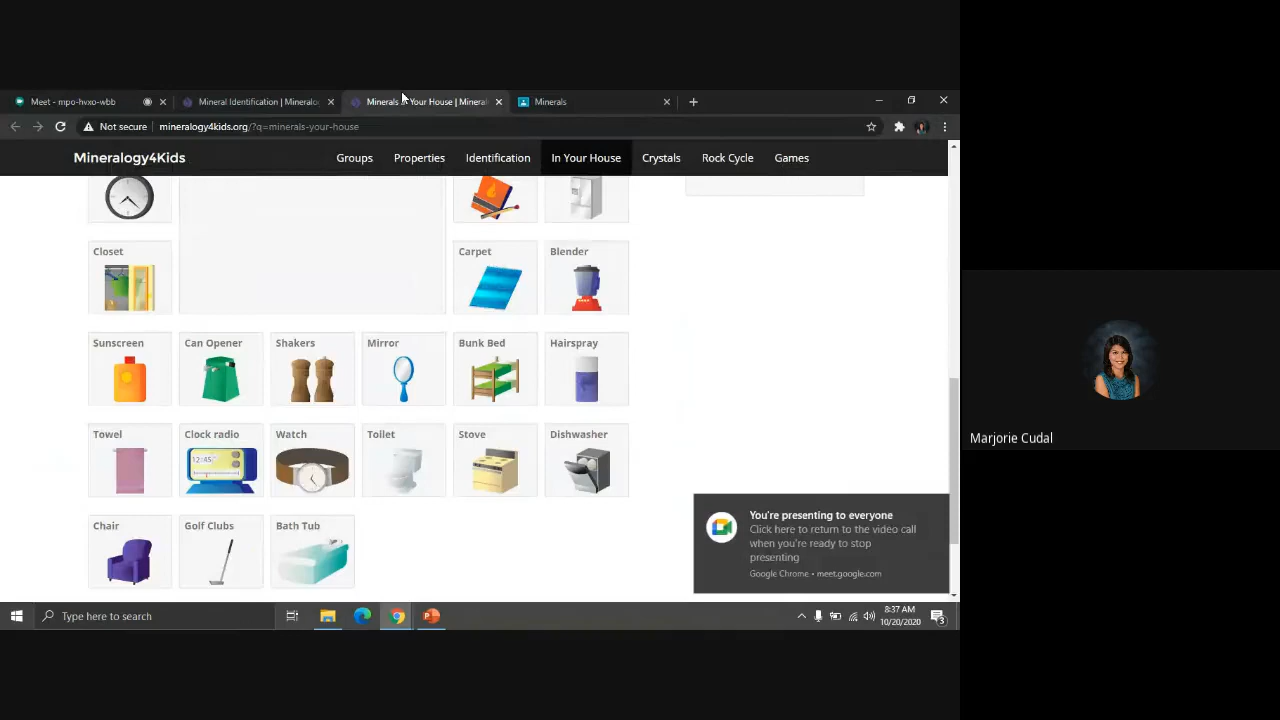 Meet - mpo-hvxo-wbb
Mineral Identification | Mineralo
Minerals Your House | Mineral
Minerals
Not secure
mineralogy4kids.org/?q=minerals-your-house
Mineralogy4Kids
Groups
Properties
Identification
In Your House
Crystals
Rock Cycle
Games
Closet
Carpet
Blender
Sunscreen
Can Opener
Shakers
Mirror
Bunk Bed
Hairspray
Towel
Clock radio
12:45
Watch
Toilet
Stove
Dishwasher
Chair
Golf Clubs
Bath Tub
You're presenting to everyone
Click here to return to the video call
when you're ready to stop
presenting
Google Chrome • meet.google.com
Marjorie Cudal
Type here to search
8:37 AM
10/20/2020
3